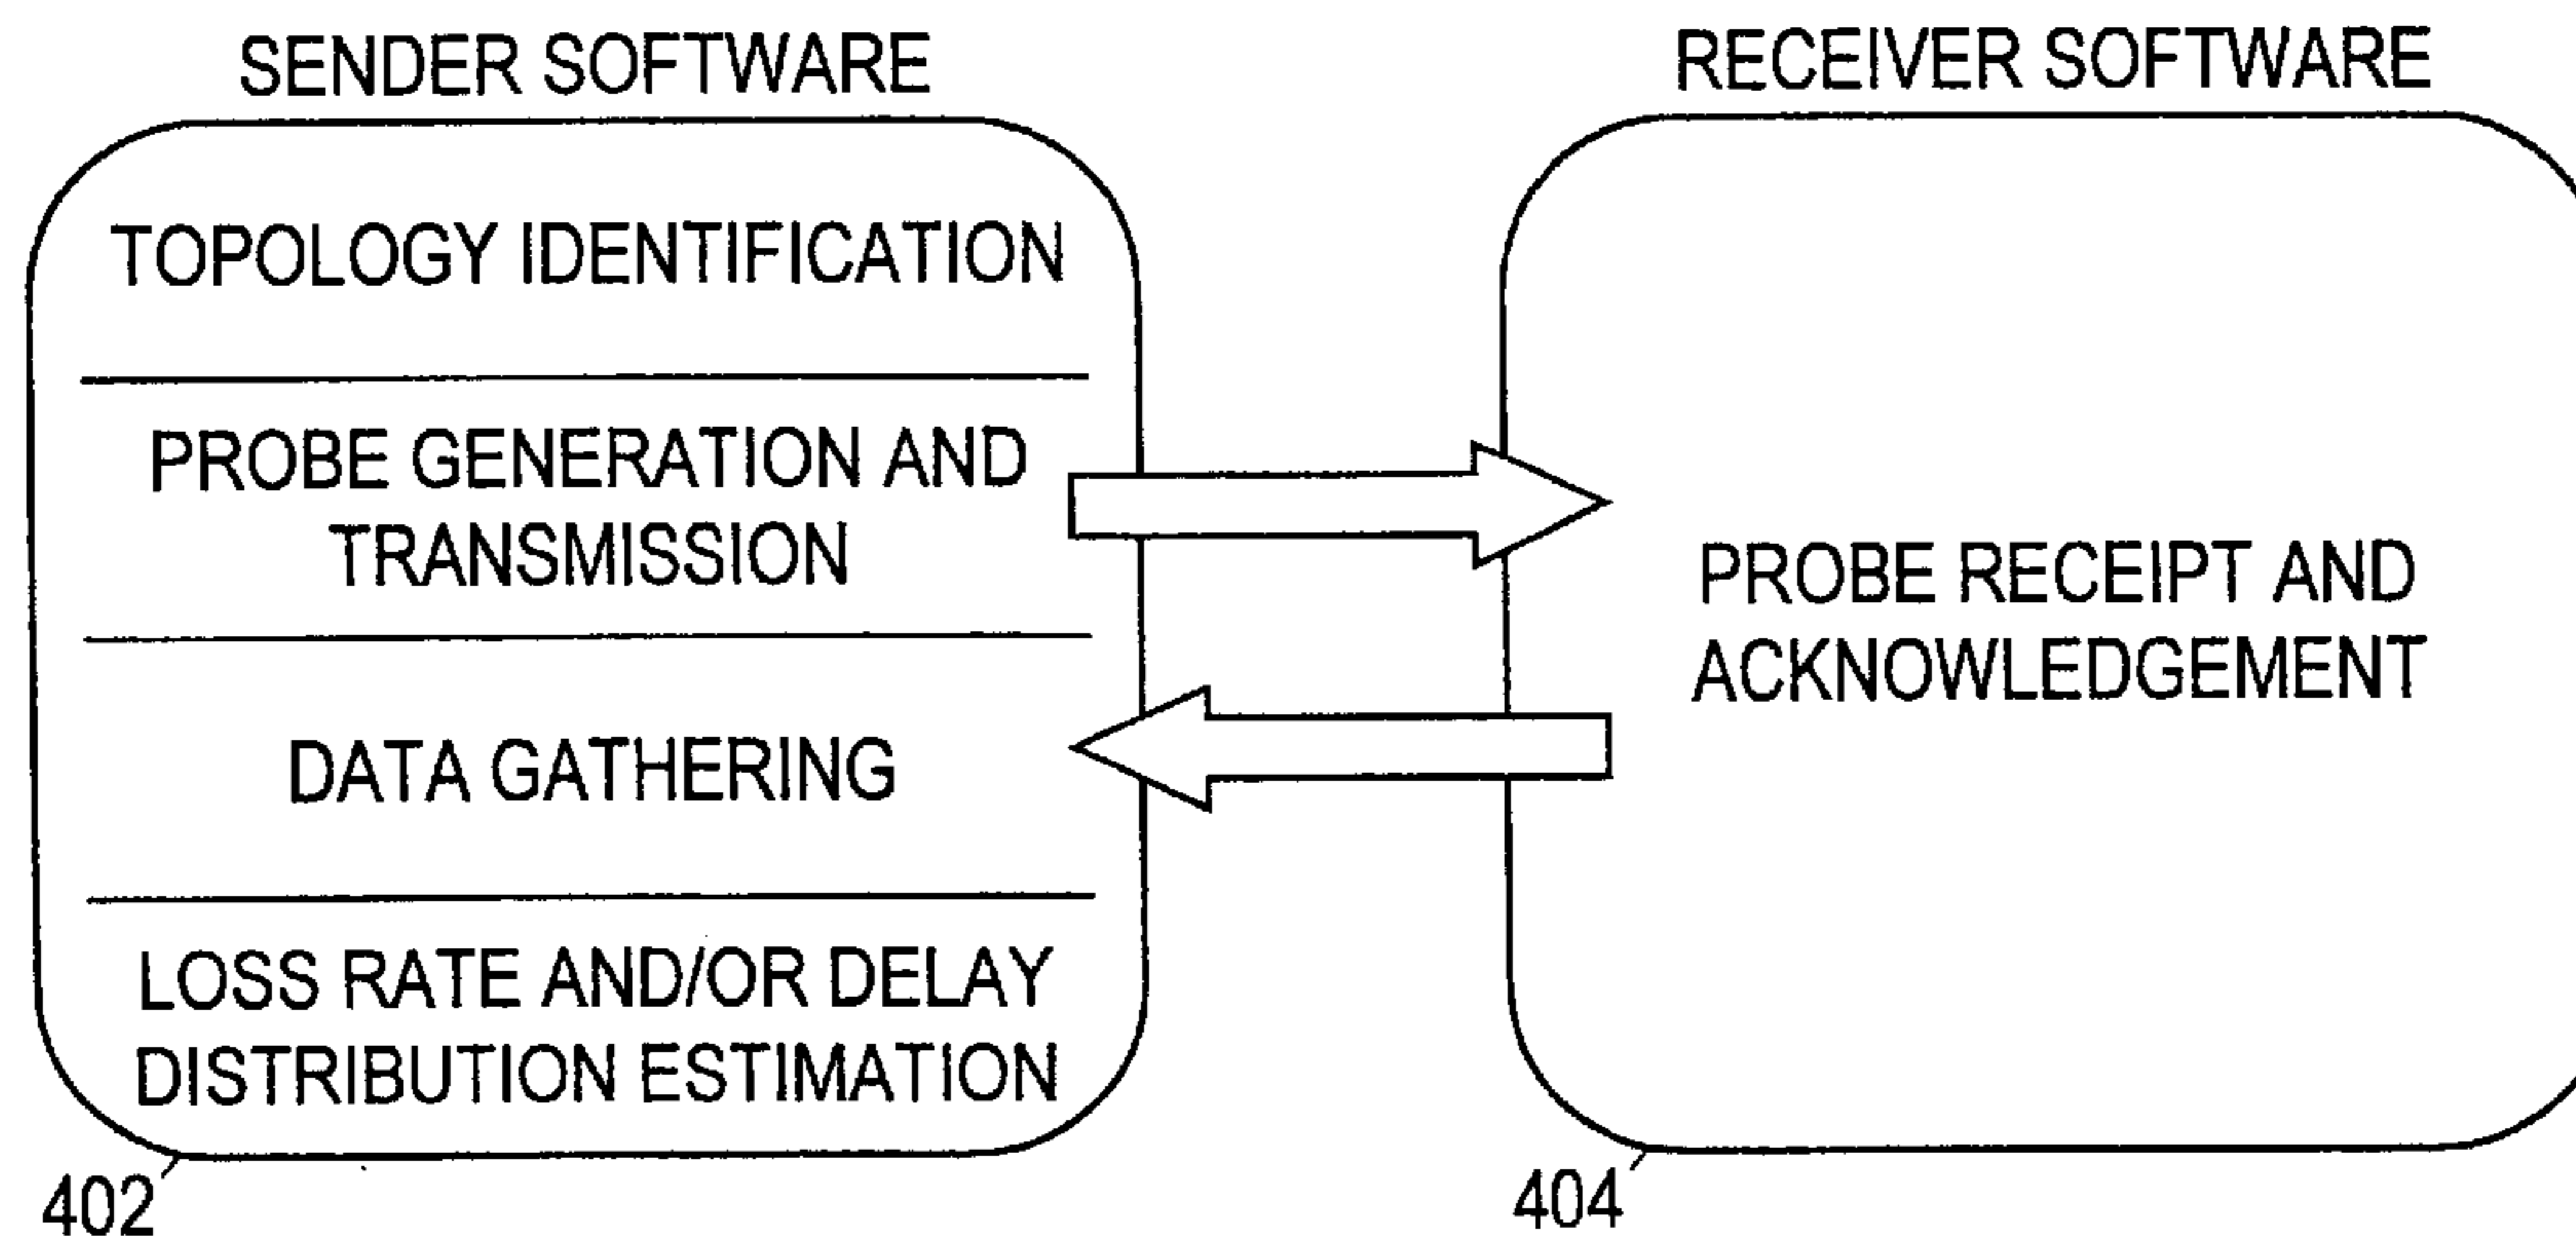 SENDER SOFTWARE
TOPOLOGY IDENTIFICATION
PROBE GENERATION AND
TRANSMISSION
DATA GATHERING
LOSS RATE AND/OR DELAY
DISTRIBUTION ESTIMATION
402
RECEIVER SOFTWARE
PROBE RECEIPT AND
ACKNOWLEDGEMENT
404